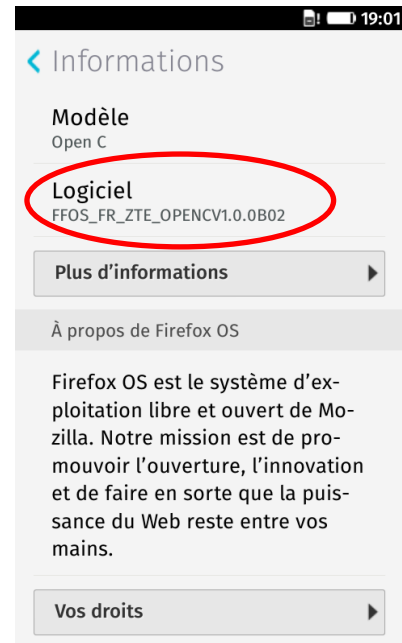 19:01
Informations
Modèle
Open C
Logiciel
FFOS_FR_ZTE_OPENCV1.0.0B02
Plus d’informations
À propos de Firefox OS
Firefox OS est le système d’ex-
ploitation libre et ouvert de Mo-
zilla. Notre mission est de pro-
mouvoir l’ouverture, l’innovation
et de faire en sorte que la puis-
sance du Web reste entre vos
mains.
Vos droits